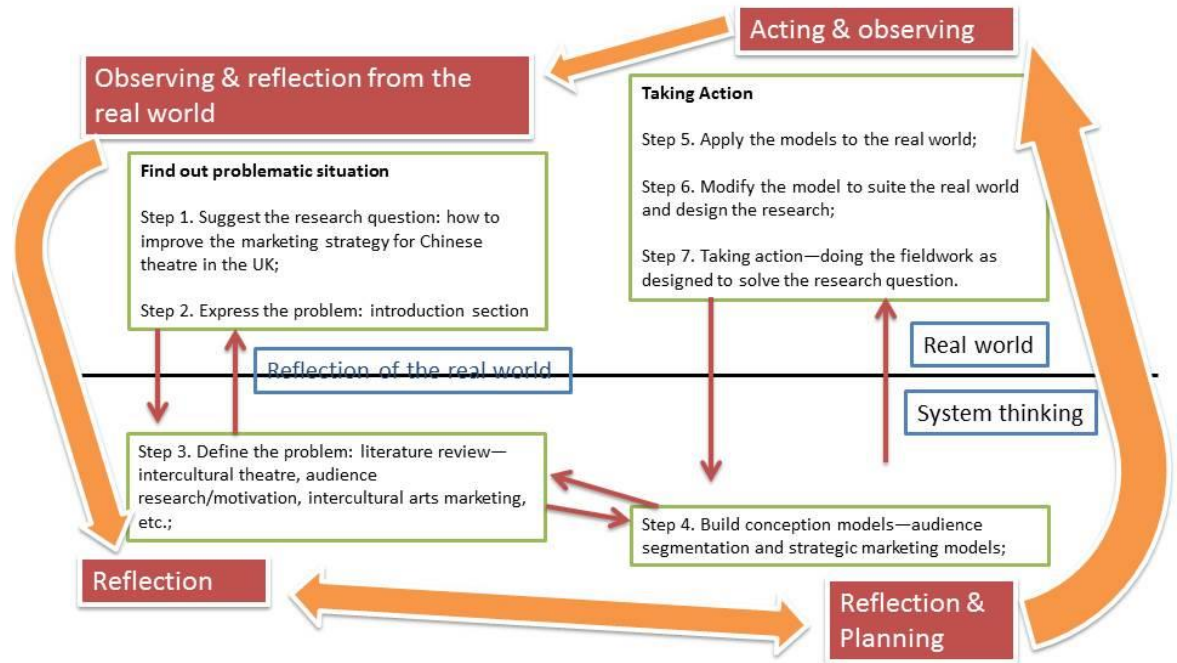 Acting & observing
Observing & reflection from the
real world
Find out problematic situation
Step 1. Suggest the research question: how to
improve the marketing strategy for Chinese
theatre in the UK;
Step 2. Express the problem: introduction section
Taking Action
Step 5. Apply the models to the real world;
Step 6. Modify the model to suite the real world
and design the research;
Step 7. Taking action—doing the fieldwork as
designed to solve the research question.
Reflection of the real world
Real world
System thinking
Step 3. Define the problem: literature review—
intercultural theatre, audience
research/motivation, intercultural arts marketing,
etc.;
Step 4. Build conception models—audience
segmentation and strategic marketing models;
Reflection
Reflection &
Planning